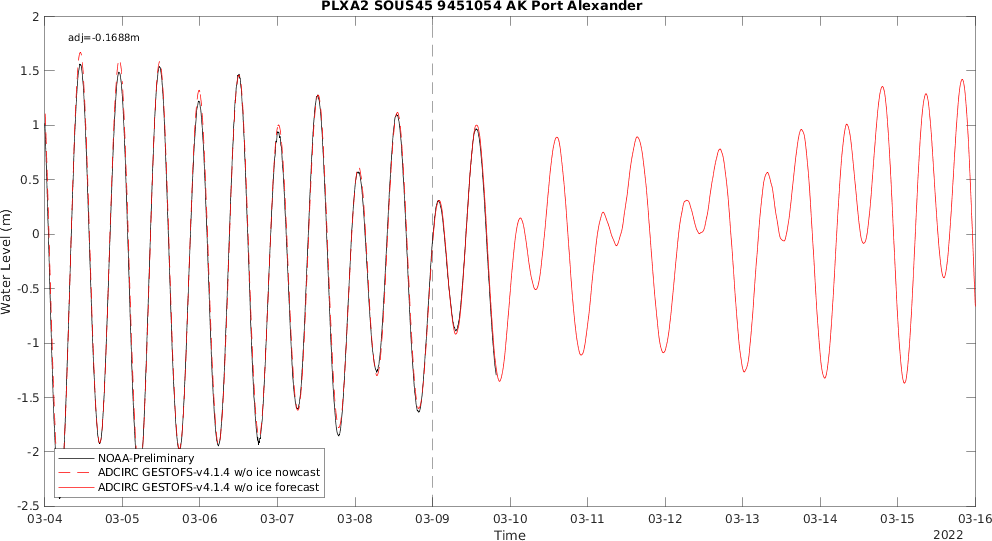 PLXA2 SOUS45 9451054 AK Port Alexander
adj=-0.1688m
Water Level (m)
2
1.5
1
0.5
0
-0.5
-1
-1.5
-2
-2.5
NOAA-Preliminary
ADCIRC GESTOFS-v4.1.4 w/o ice nowcast
ADCIRC GESTOFS-v4.1.4 w/o ice forecast
03-04 03-05 03-06 03-07 03-08 03-09 03-10 03-11 03-12 03-13 03-14 03-15 03-16
Time
2022